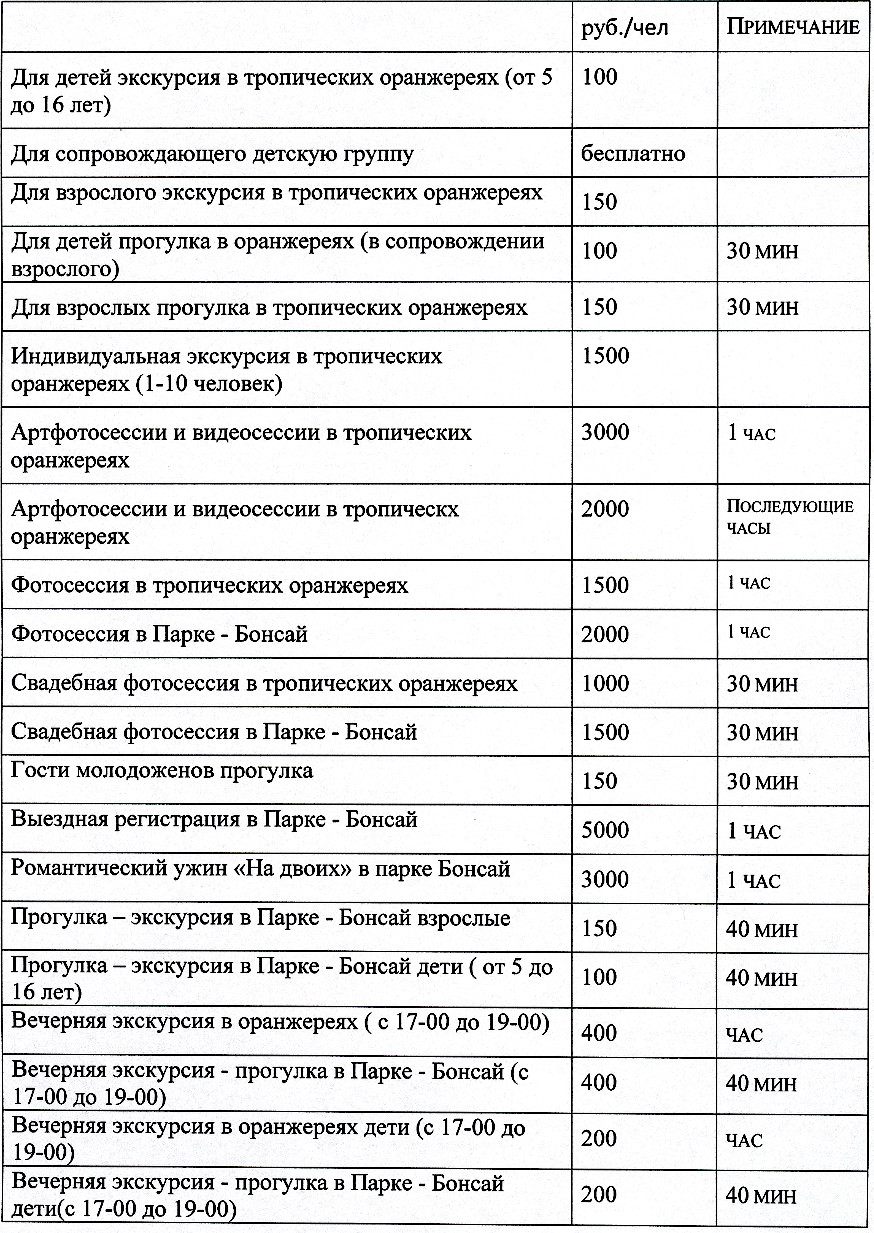 руб./чел ПРИМЕЧАНИЕ
Для детей экскурсия в тропических оранжереях (от 5 100
до 16 лет)
Для сопровождающего детскую группу бесплатно
Для взрослого экскурсия в тропических оранжереях
150
Для детей прогулка в оранжереях (в сопровождении
взрослого) 100 30 МИН
Для взрослых прогулка в тропических оранжереях 150 30 МИН
Индивидуальная экскурсия в тропических 1500
оранжереях (1-10 человек)
Артфотосессии и видеосессии в тропических 3000 1 ЧАС
оранжереях
Артфотосессии и видеосессии в тропическх 2000 ПОСЛЕДУЮЩИЕ
оранжереях ЧАСЫ
Фотосессия в тропических оранжереях 1500 1 ЧАС
Фотосессия в Парке - Бонсай 2000 1 ЧАС
Свадебная фотосессия в тропических оранжереях 1000 30 МИН
Свадебная фотосессия в Парке - Бонсай 1500 30 МИН
Гости молодоженов прогулка 150 30 МИН
Выездная регистрация в Парке - Бонсай 5000 1 ЧАС
Романтический ужин «На двоих» в парке Бонсай 3000 1 ЧАС
Прогулка – экскурсия в Парке - Бонсай взрослые 150 40 МИН
Прогулка – экскурсия в Парке - Бонсай дети ( от 5 до
16 лет) 100 40 МИН
Вечерняя экскурсия в оранжереях ( с 17-00 до 19-00) 400 ЧАС
Вечерняя экскурсия - прогулка в Парке - Бонсай (с 400 40 МИН
17-00 до 19-00)
Вечерняя экскурсия в оранжереях дети (с 17-00 до 200 ЧАС
19-00)
Вечерняя экскурсия - прогулка в Парке - Бонсай 200 40 МИН
дети(с 17-00 до 19-00)